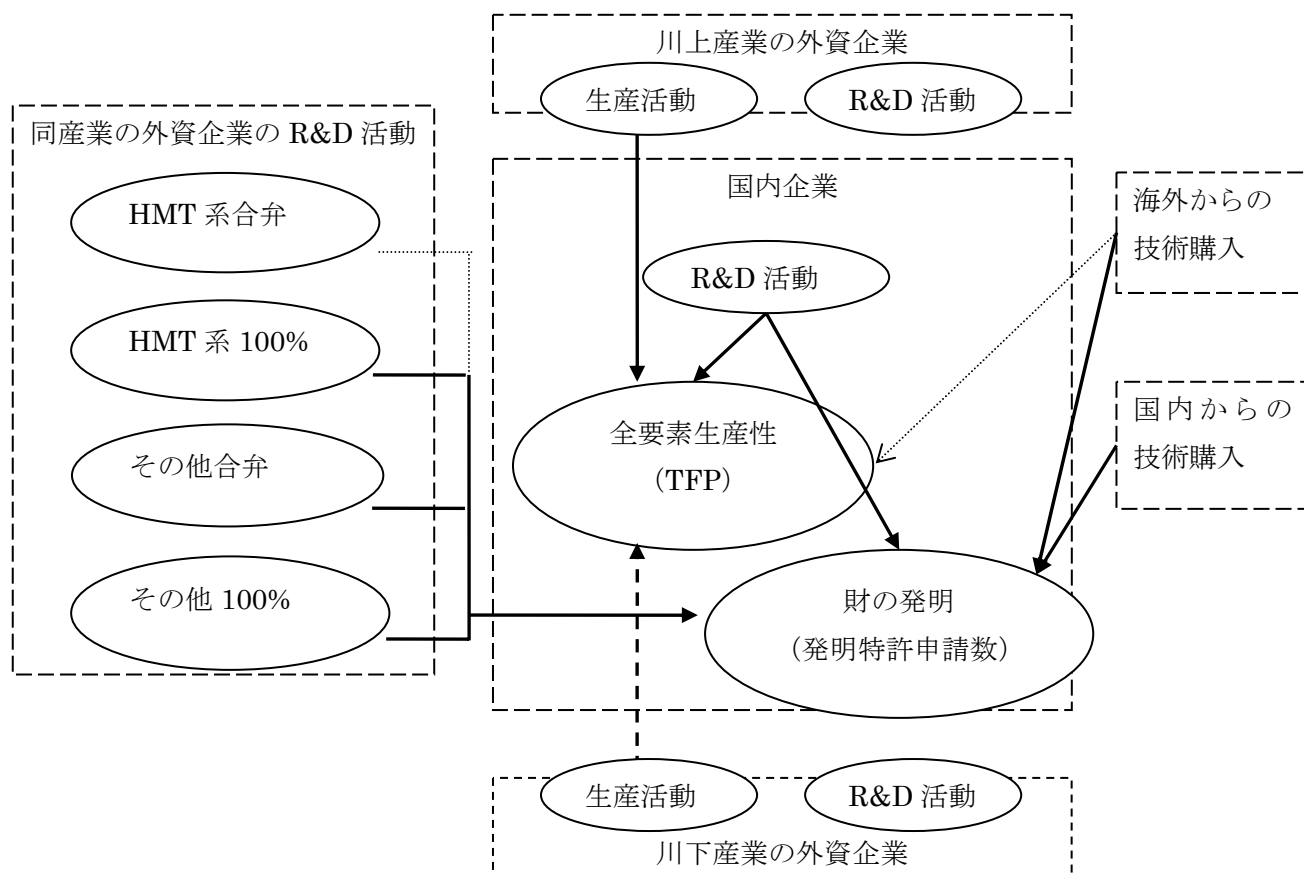 川上産業の外資企業
生産活動
R&D 活動
同産業の外資企業の R&D 活動
HMT 系合弁
HMT 系 100%
その他合弁
その他 100%
国内企業
R&D 活動
全要素生産性
（TFP）
財の発明
（発明特許申請数）
海外からの
技術購入
国内からの
技術購入
生産活動
R&D 活動
川下産業の外資企業